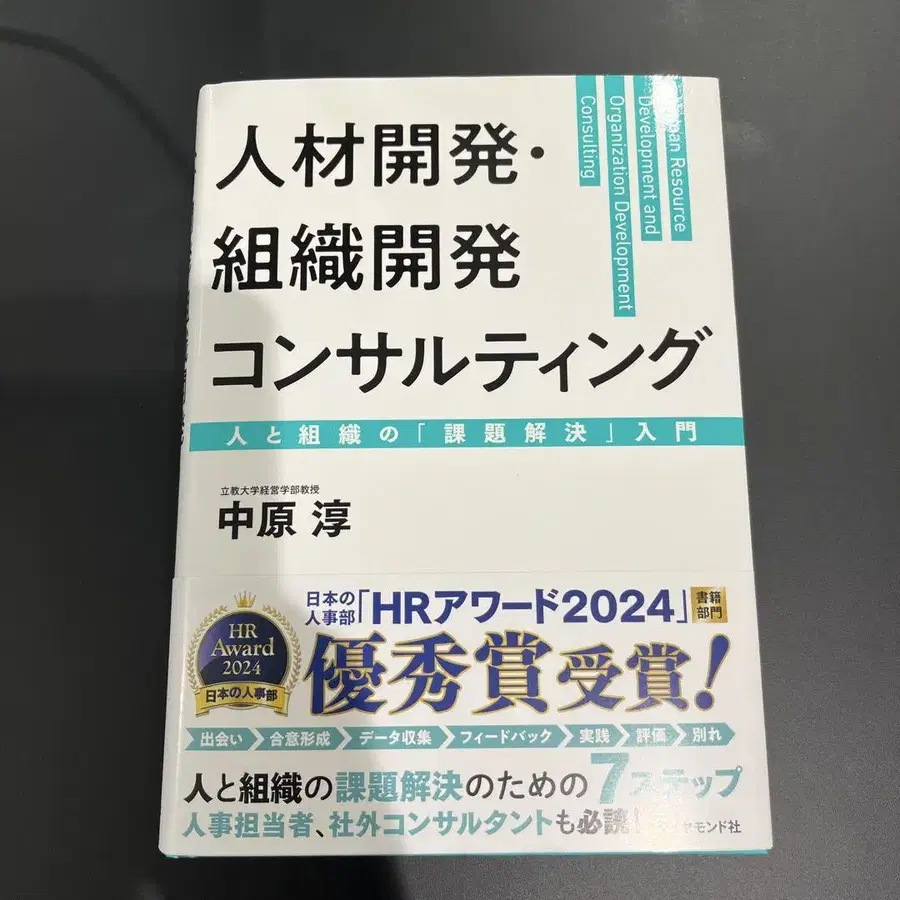 人材開発・
組織開発
コンサルティング
Resource
Development and
Organization Development
Consulting
人と組織の「課題解決」入門
立教大学経営学部教授
中原 淳
HR
Award
2024
日本の人事部
日本の
人事部「HRアワード2024」
書籍
部門
優秀賞受賞!
出会い 合意形成 データ収集 フィードバック 実践 評価 別れ
人と組織の課題解決のための7ステップ
人事担当者、社外コンサルタントも必読!
モンド社